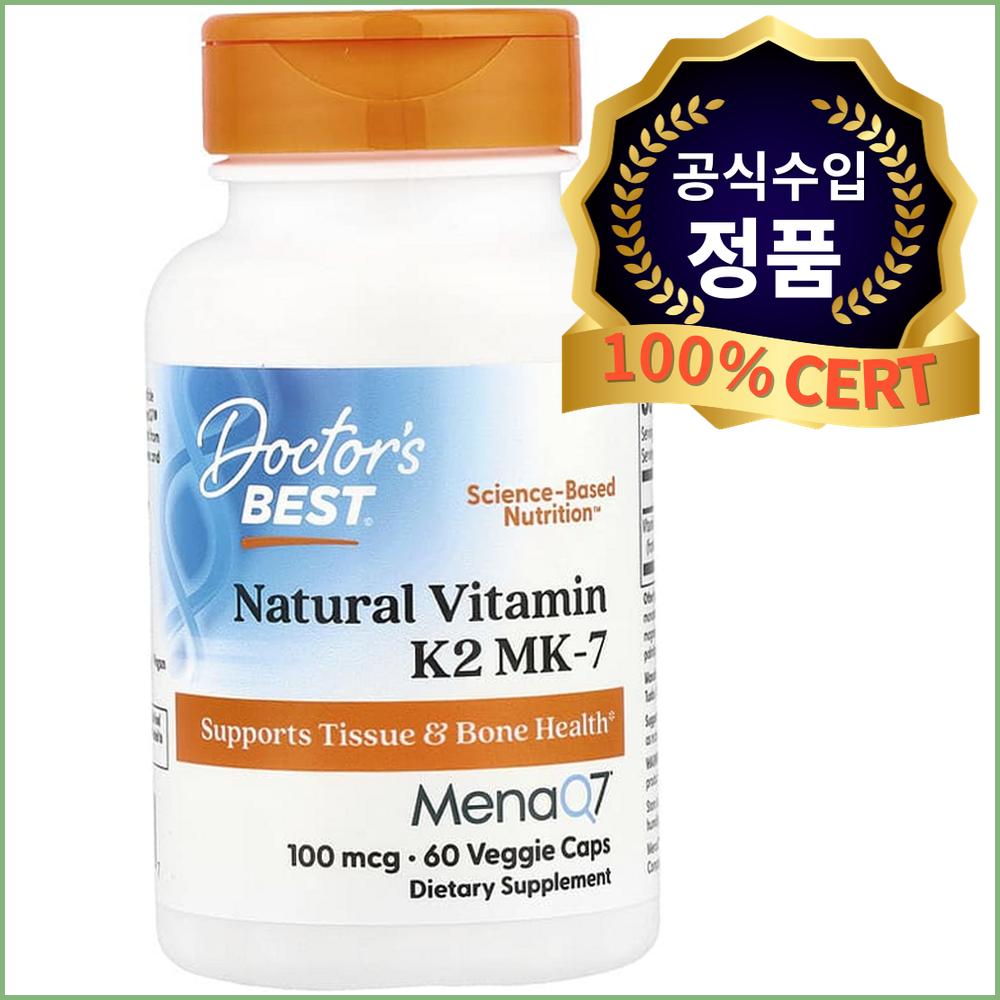 공식수입
정품
100% CERT
Doctor's
BEST
Science-Based
Nutrition™
Natural Vitamin
K2 MK-7
Supports Tissue & Bone Health*
MenaQ7
100 mcg · 60 Veggie Caps
Dietary Supplement